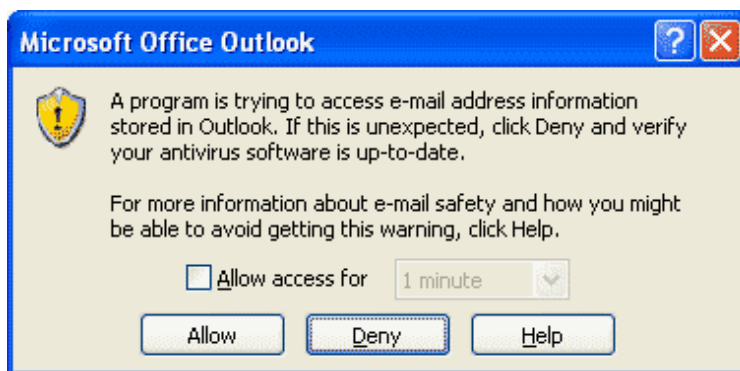 Microsoft Office Outlook
A program is trying to access e-mail address information
stored in Outlook. If this is unexpected, click Deny and verify
your antivirus software is up-to-date.
For more information about e-mail safety and how you might
be able to avoid getting this warning, click Help.
Allow access for 1 minute
Allow Deny Help